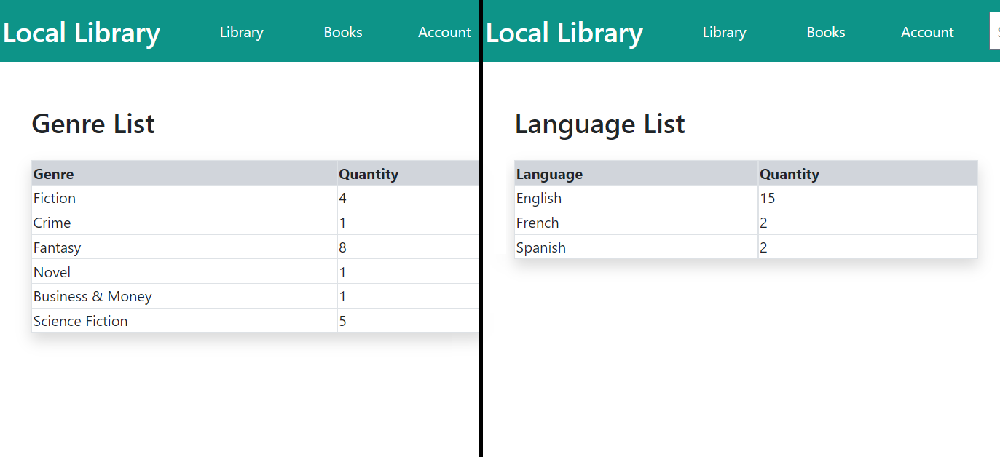 Local Library Library Books Account
Genre List
Genre Quantity
Fiction 4
Crime 1
Fantasy 8
Novel 1
Business & Money 1
Science Fiction 5
Local Library Library Books Account
Language List
Language Quantity
English 15
French 2
Spanish 2